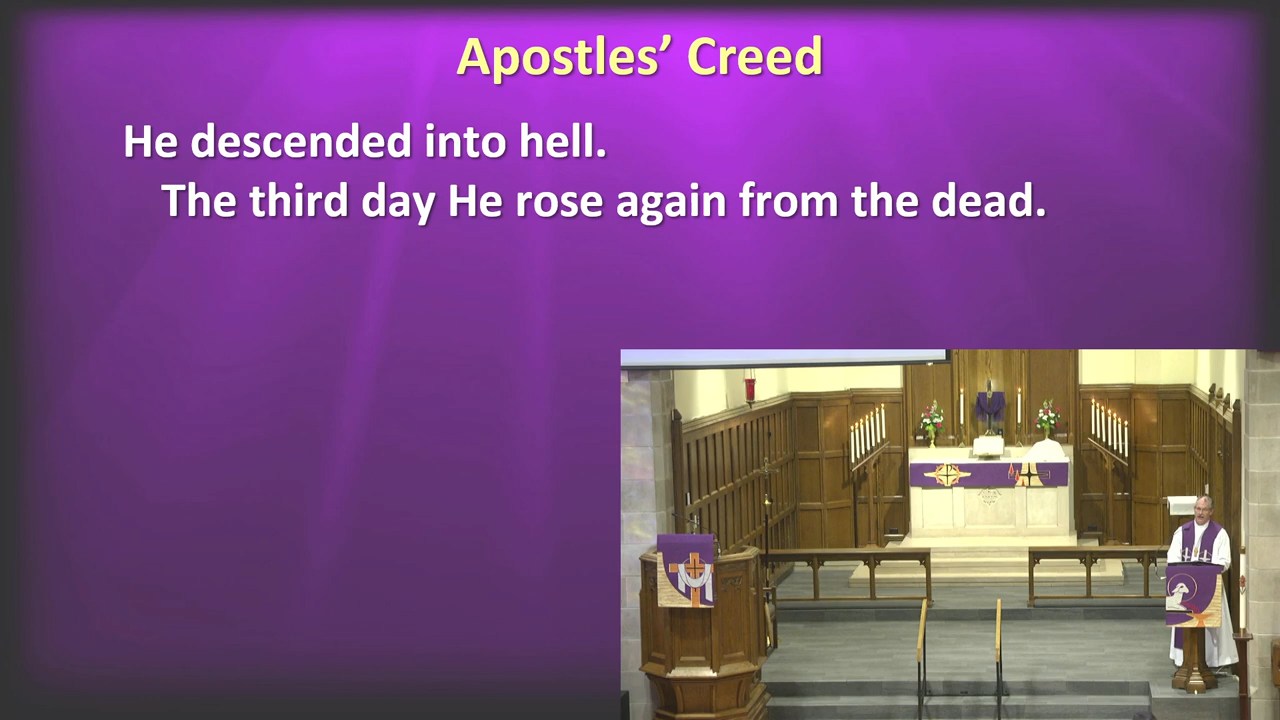 Apostles’ Creed
He descended into hell.
The third day He rose again from the dead.